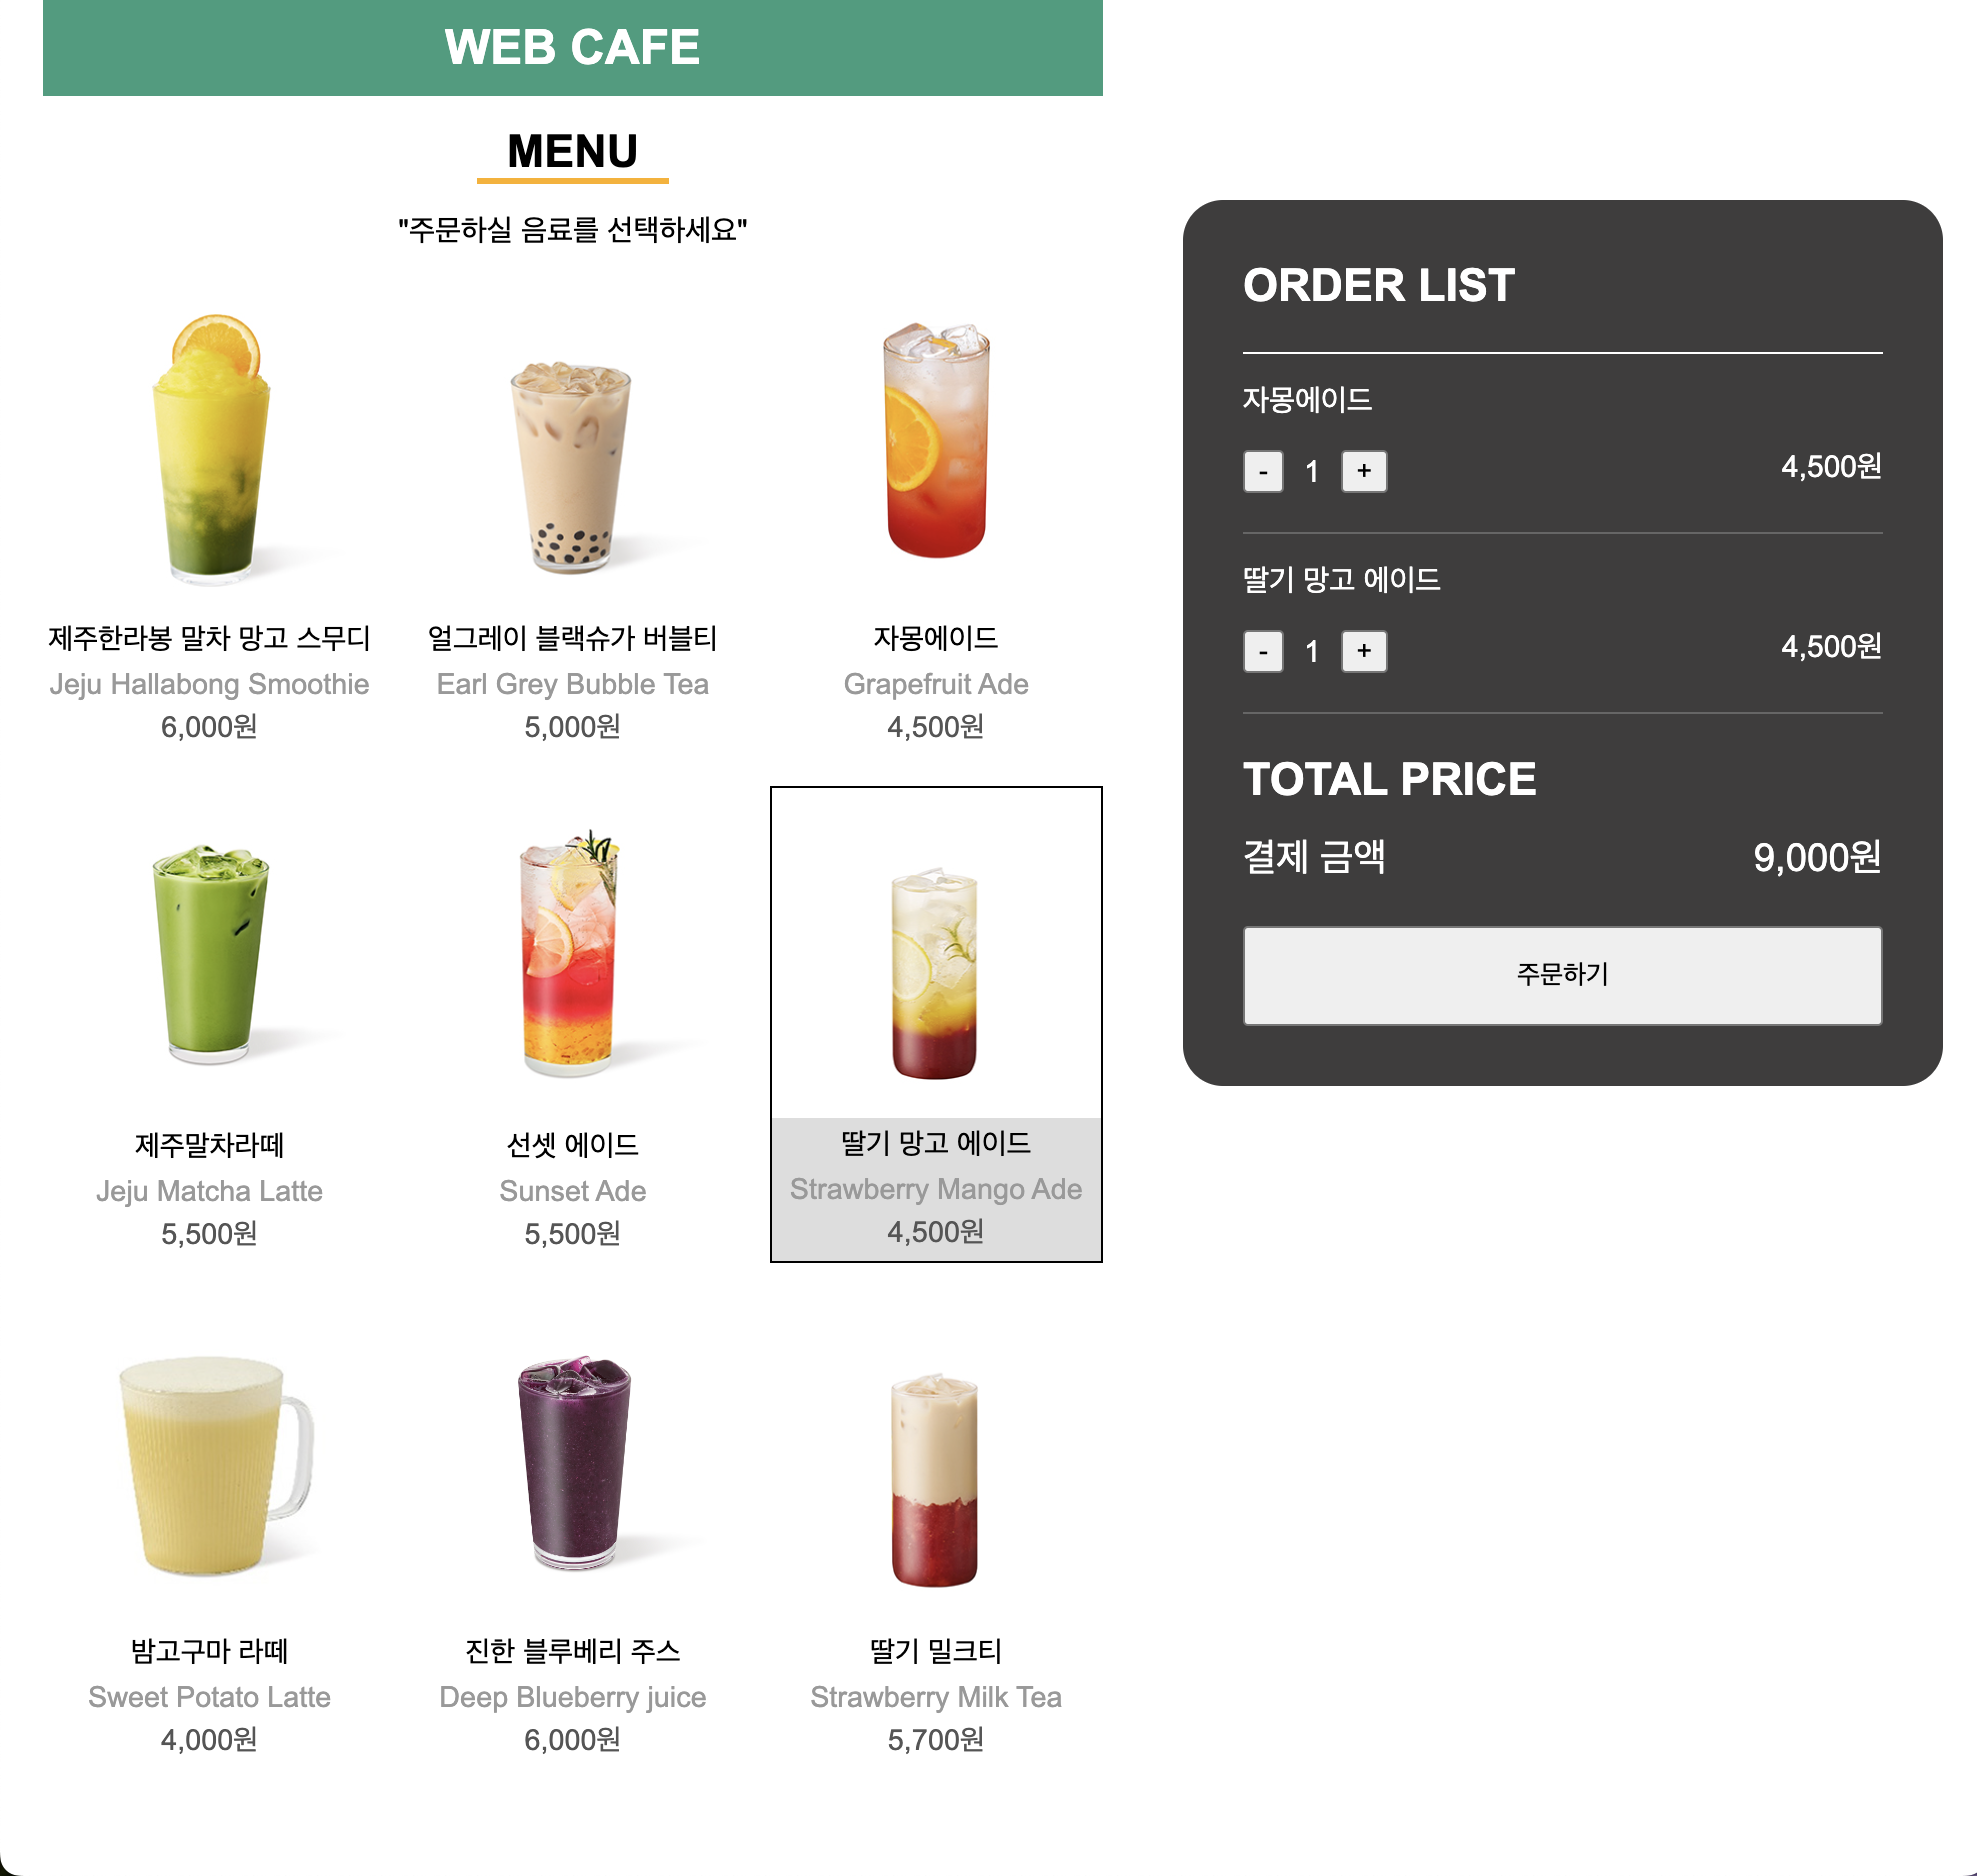 WEB CAFE
MENU
"주문하실 음료를 선택하세요"
제주한라봉 말차 망고 스무디
Jeju Hallabong Smoothie
6,000원
얼그레이 블랙슈가 버블티
Earl Grey Bubble Tea
5,000원
자몽에이드
Grapefruit Ade
4,500원
제주말차라떼
Jeju Matcha Latte
5,500원
선셋 에이드
Sunset Ade
5,500원
딸기 망고 에이드
Strawberry Mango Ade
4,500원
밤고구마 라떼
Sweet Potato Latte
4,000원
진한 블루베리 주스
Deep Blueberry juice
6,000원
딸기 밀크티
Strawberry Milk Tea
5,700원
ORDER LIST
자몽에이드
- 1 + 4,500원
딸기 망고 에이드
- 1 + 4,500원
TOTAL PRICE
결제 금액 9,000원
주문하기